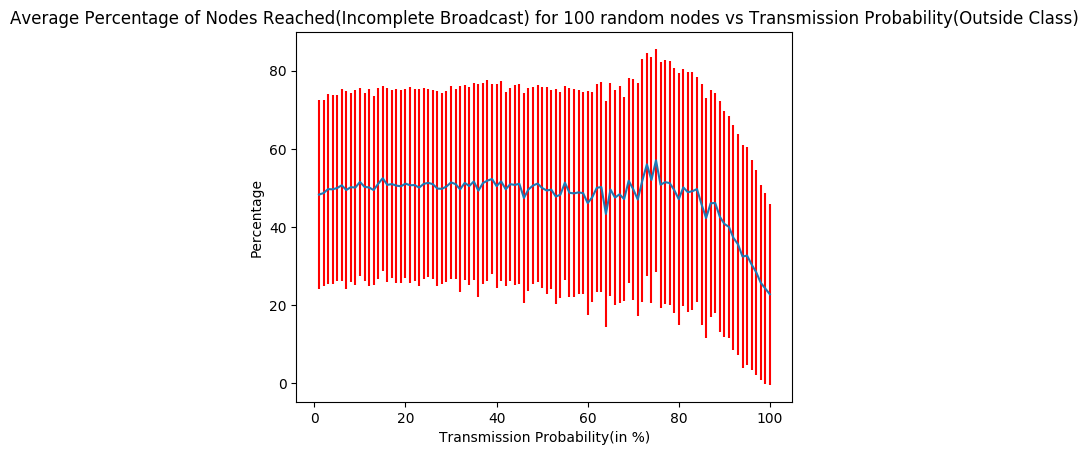 Average Percentage of Nodes Reached(Incomplete Broadcast) for 100 random nodes vs Transmission Probability(Outside Class)
80
60
40
20
0
Percentage
0 20 40 60 80 100
Transmission Probability(in %)